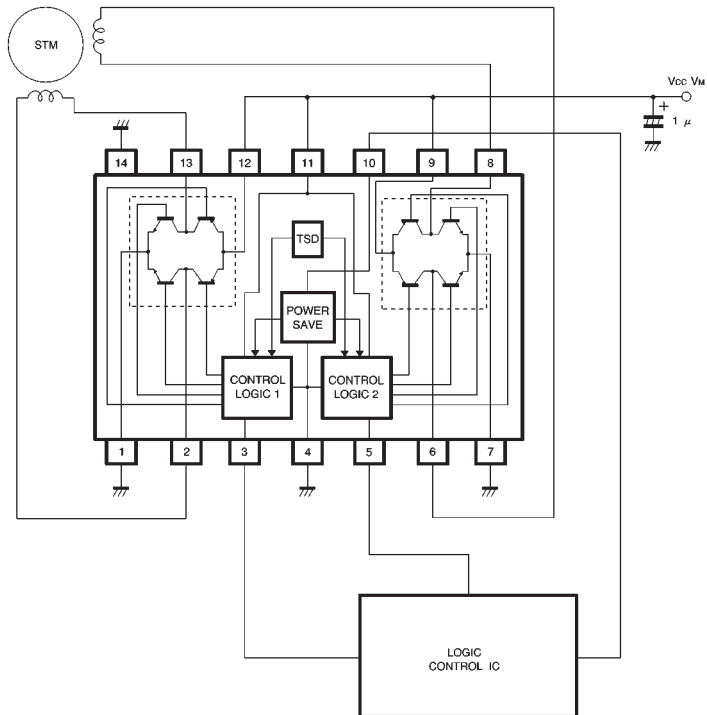 STM
Vcc VM
+
1 μ
14
13
12
11
10
9
8
TSD
POWER
SAVE
CONTROL
LOGIC 1
CONTROL
LOGIC 2
1
2
3
4
5
6
7
LOGIC
CONTROL IC